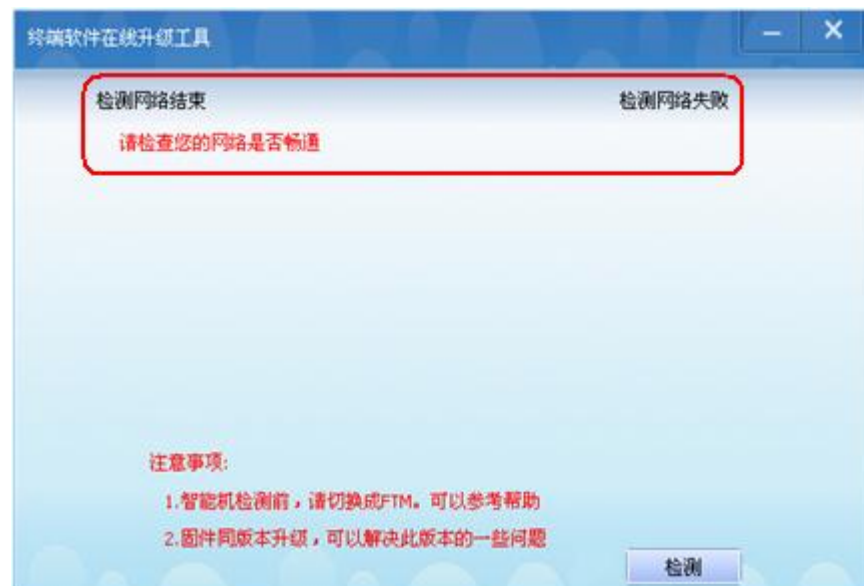 终端软件在线升级工具
检测网络结束 检测网络失败
请检查您的网络是否畅通
注意事项:
1.智能机检测前，请切换成FTM。可以参考帮助
2.固件同版本升级，可以解决此版本的一些问题
检测